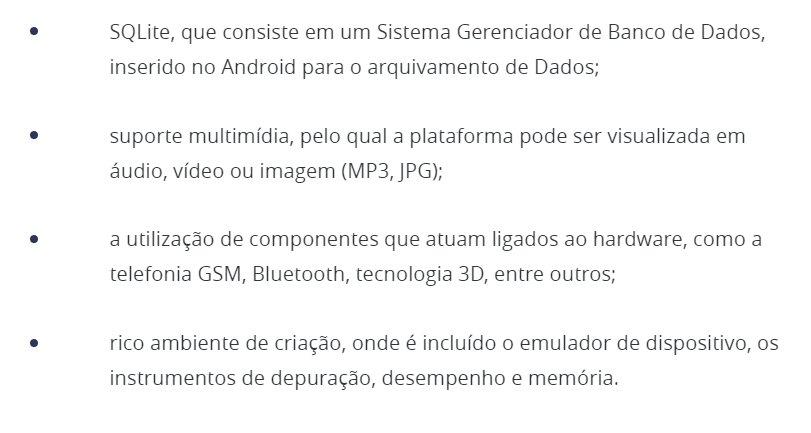 SQLite, que consiste em um Sistema Gerenciador de Banco de Dados,
inserido no Android para o arquivamento de Dados;
suporte multimídia, pelo qual a plataforma pode ser visualizada em
áudio, vídeo ou imagem (MP3, JPG);
a utilização de componentes que atuam ligados ao hardware, como a
telefonia GSM, Bluetooth, tecnologia 3D, entre outros;
rico ambiente de criação, onde é incluído o emulador de dispositivo, os
instrumentos de depuração, desempenho e memória.